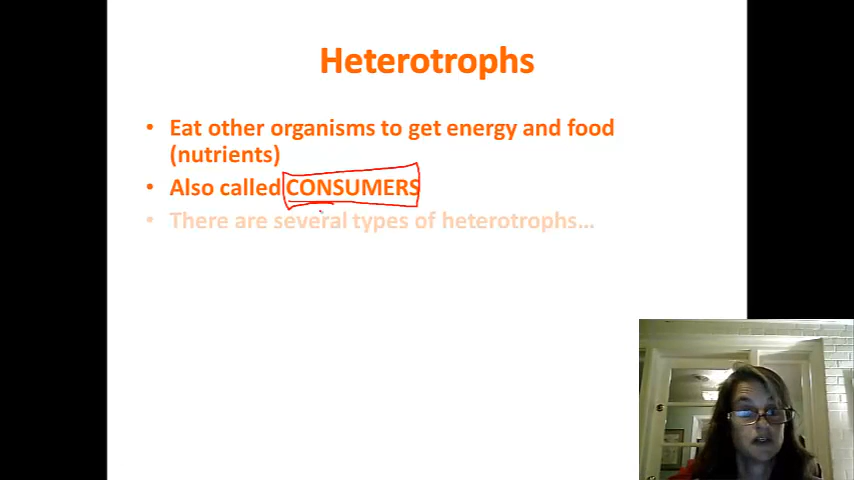 Heterotrophs
• Eat other organisms to get energy and food
(nutrients)
• Also called CONSUMERS
• There are several types of heterotrophs...